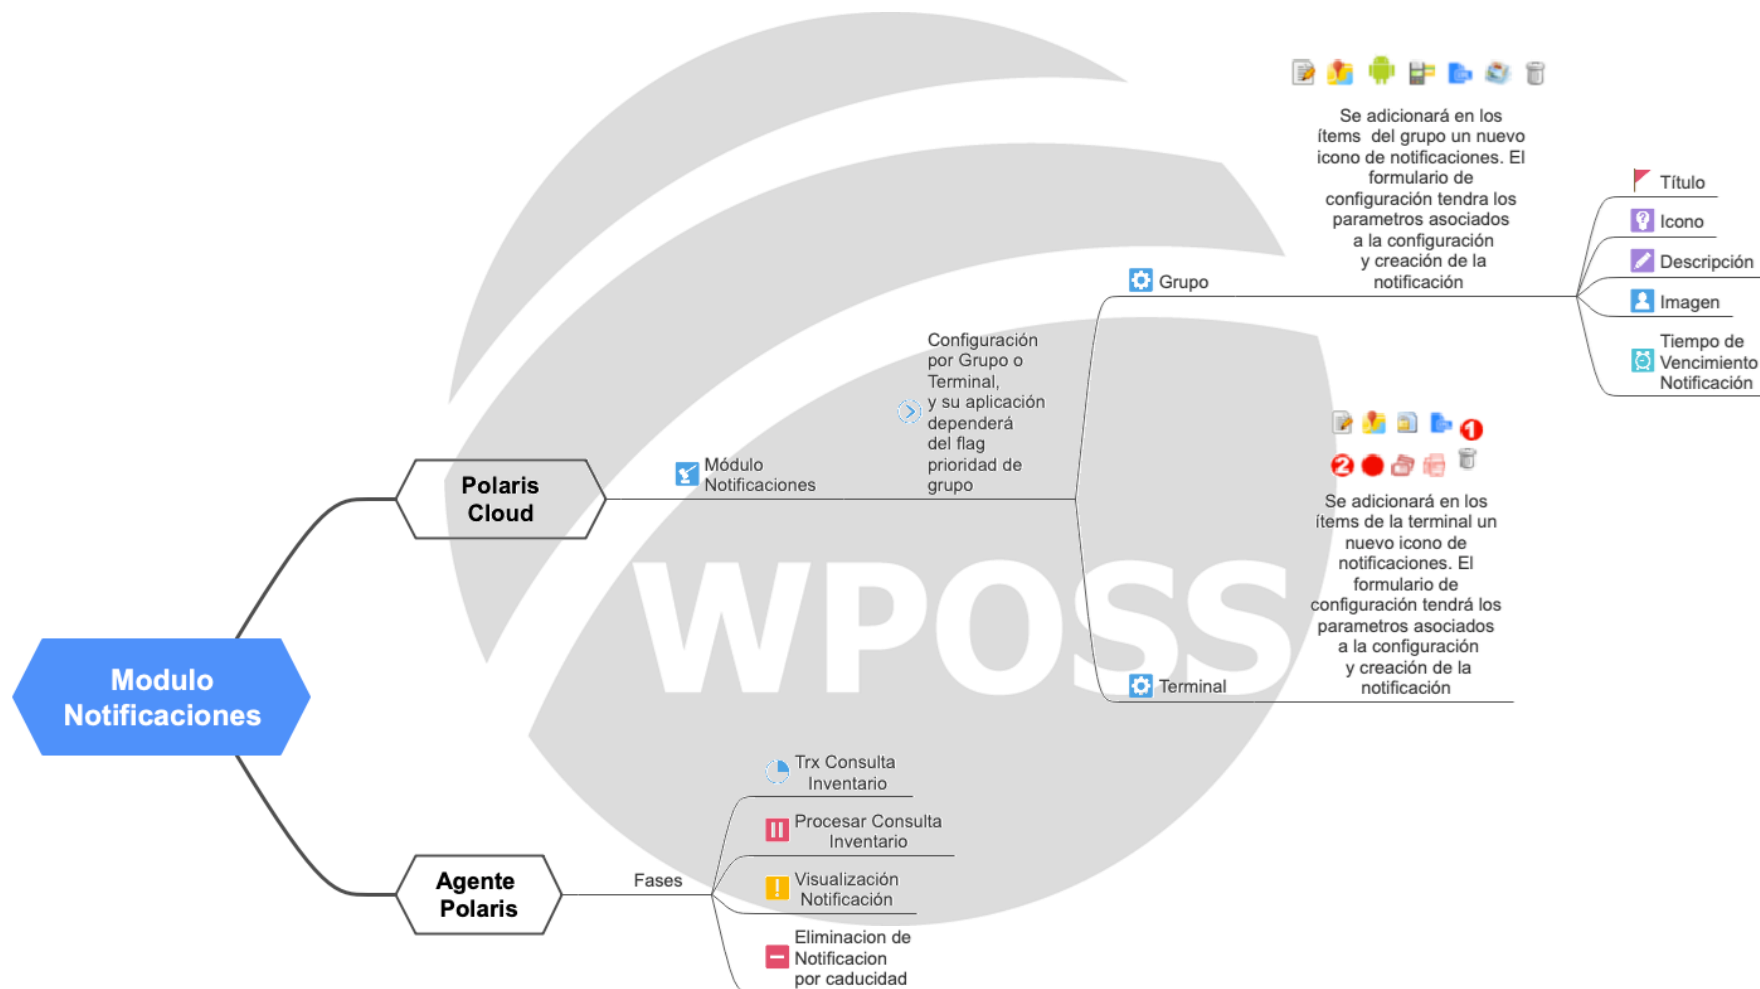 Modulo
Notificaciones
Polaris
Cloud
Módulo
Notificaciones
Configuración
por Grupo o
Terminal,
y su aplicación
dependerá
del flag
prioridad de
grupo
Grupo
Se adicionará en los
ítems del grupo un nuevo
icono de notificaciones. El
formulario de
configuración tendra los
parametros asociados
a la configuración
y creación de la
notificación
Título
Icono
Descripción
Imagen
Tiempo de
Vencimiento
Notificación
Terminal
1
2
Se adicionará en los
ítems de la terminal un
nuevo icono de
notificaciones. El
formulario de
configuración tendrá los
parametros asociados
a la configuración
y creación de la
notificación
WPOSS
Agente
Polaris
Fases
Trx Consulta
Inventario
Procesar Consulta
Inventario
Visualización
Notificación
Eliminacion de
Notificacion
por caducidad